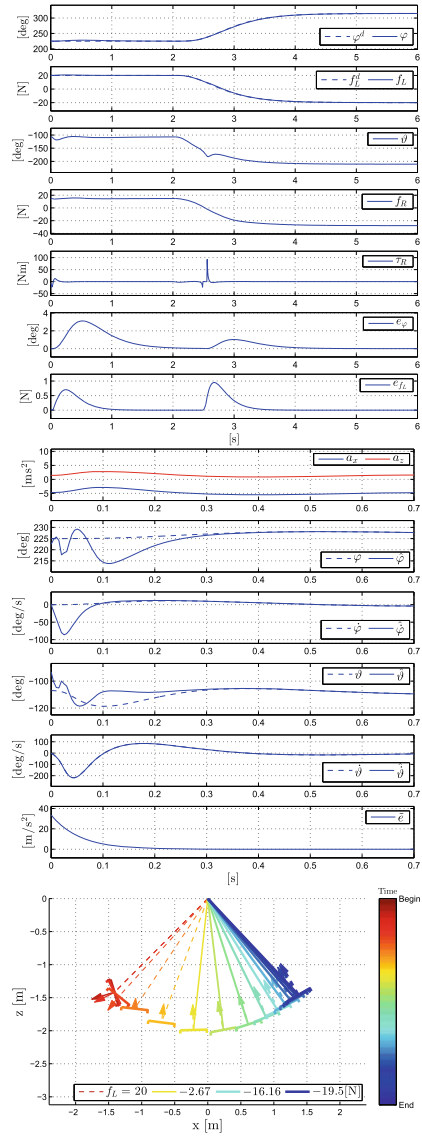 [deg] 300 250 200
φ^d φ
0 1 2 3 4 5 6
[N] 20 0 −20
f_L^d f_L
0 1 2 3 4 5 6
[deg] −100 −150 −200
ϑ
0 1 2 3 4 5 6
[N] 20 0 −20 −40
f_R
0 1 2 3 4 5 6
[Nm] 100 50 0 −50
τ_R
0 1 2 3 4 5 6
[deg] 4 2 0
e_φ
0 1 2 3 4 5 6
[N] 1 0.5 0
e_{f_L}
0 1 2 3 4 5 6
[s]
[ms²] 10 5 0 −5
a_x a_z
0 0.1 0.2 0.3 0.4 0.5 0.6 0.7
[deg] 230 225 220 215
φ φ̂
0 0.1 0.2 0.3 0.4 0.5 0.6 0.7
[deg/s] 0 −50 −100
φ̇ φ̇̂
0 0.1 0.2 0.3 0.4 0.5 0.6 0.7
[deg] −100 −120
ϑ ϑ̂
0 0.1 0.2 0.3 0.4 0.5 0.6 0.7
[deg/s] 100 0 −100 −200
ϑ̇ ϑ̇̂
0 0.1 0.2 0.3 0.4 0.5 0.6 0.7
[m/s²] 40 20 0
ẽ
0 0.1 0.2 0.3 0.4 0.5 0.6 0.7
[s]
Time
Begin
End
z [m]
0
−0.5
−1
−1.5
−2
−2.5
−3
f_L = 20 −2.67 −16.16 −19.5[N]
−2 −1.5 −1 −0.5 0 0.5 1 1.5 2
x [m]